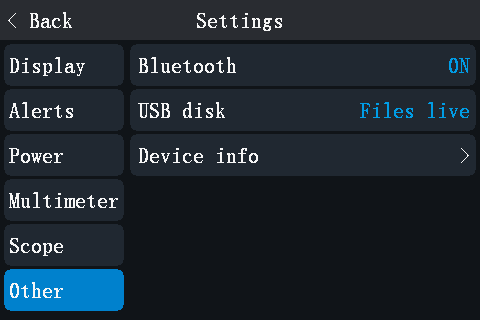 Back
Settings
Display
Bluetooth ON
Alerts
USB disk Files live
Power
Device info
Multimeter
Scope
Other